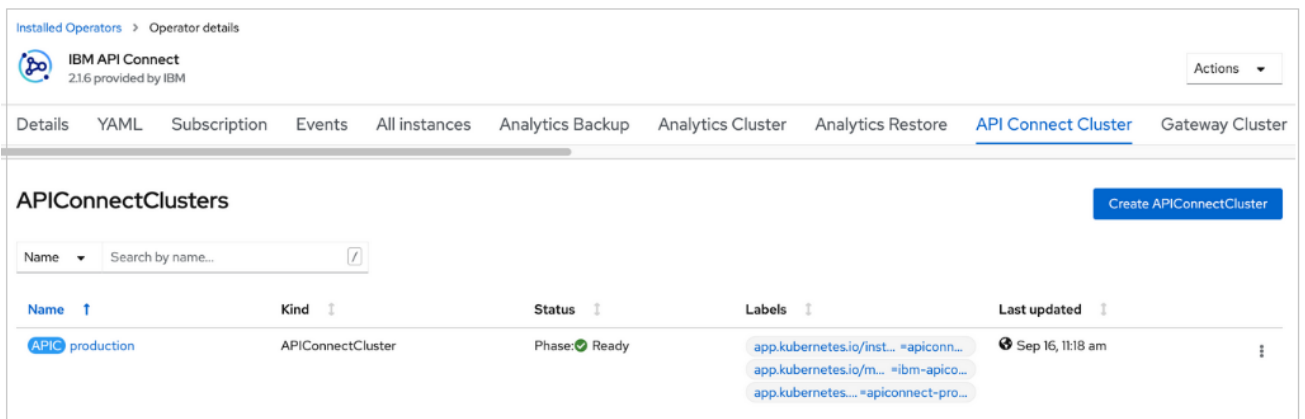 Installed Operators > Operator details
IBM API Connect
2.1.6 provided by IBM
Actions
Details YAML Subscription Events All instances Analytics Backup Analytics Cluster Analytics Restore API Connect Cluster Gateway Cluster
APIConnectClusters
Create APIConnectCluster
Name Search by name... /
Name Kind Status Labels Last updated
APIC production APIConnectCluster Phase: Ready app.kubernetes.io/inst... =apiconn... Sep 16, 11:18 am
app.kubernetes.io/m... =ibm-apico...
app.kubernetes.... =apiconnect-pro...